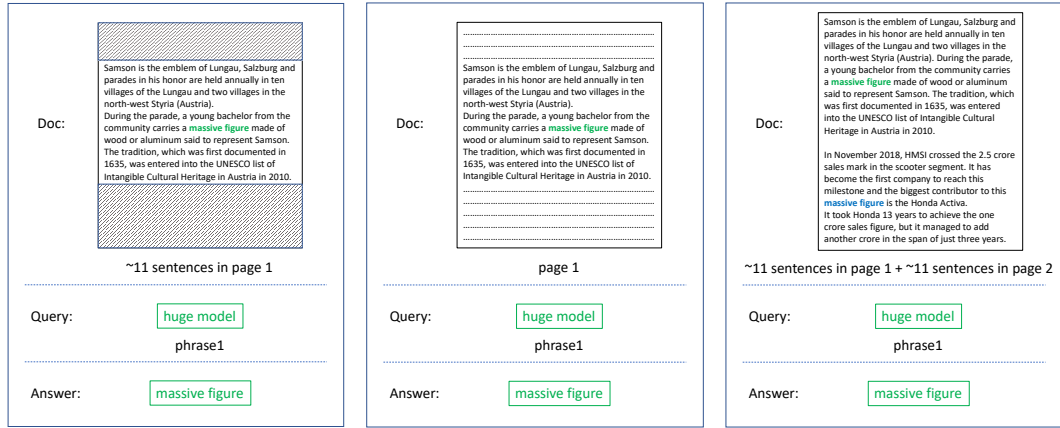 Doc:
Samson is the emblem of Lungau, Salzburg and
parades in his honor are held annually in ten
villages of the Lungau and two villages in the
north-west Styria (Austria).
During the parade, a young bachelor from the
community carries a massive figure made of
wood or aluminum said to represent Samson.
The tradition, which was first documented in
1635, was entered into the UNESCO list of
Intangible Cultural Heritage in Austria in 2010.
~11 sentences in page 1
Query:
huge model
phrase1
Answer:
massive figure
Doc:
Samson is the emblem of Lungau, Salzburg and
parades in his honor are held annually in ten
villages of the Lungau and two villages in the
north-west Styria (Austria).
During the parade, a young bachelor from the
community carries a massive figure made of
wood or aluminum said to represent Samson.
The tradition, which was first documented in
1635, was entered into the UNESCO list of
Intangible Cultural Heritage in Austria in 2010.
page 1
Query:
huge model
phrase1
Answer:
massive figure
Doc:
Samson is the emblem of Lungau, Salzburg and
parades in his honor are held annually in ten
villages of the Lungau and two villages in the
north-west Styria (Austria). During the parade,
a young bachelor from the community carries
a massive figure made of wood or aluminum
said to represent Samson. The tradition, which
was first documented in 1635, was entered
into the UNESCO list of Intangible Cultural
Heritage in Austria in 2010.
In November 2018, HMSI crossed the 2.5 crore
sales mark in the scooter segment. It has
become the first company to reach this
milestone and the biggest contributor to this
massive figure is the Honda Activa.
It took Honda 13 years to achieve the one
crore sales figure, but it managed to add
another crore in the span of just three years.
~11 sentences in page 1 + ~11 sentences in page 2
Query:
huge model
phrase1
Answer:
massive figure